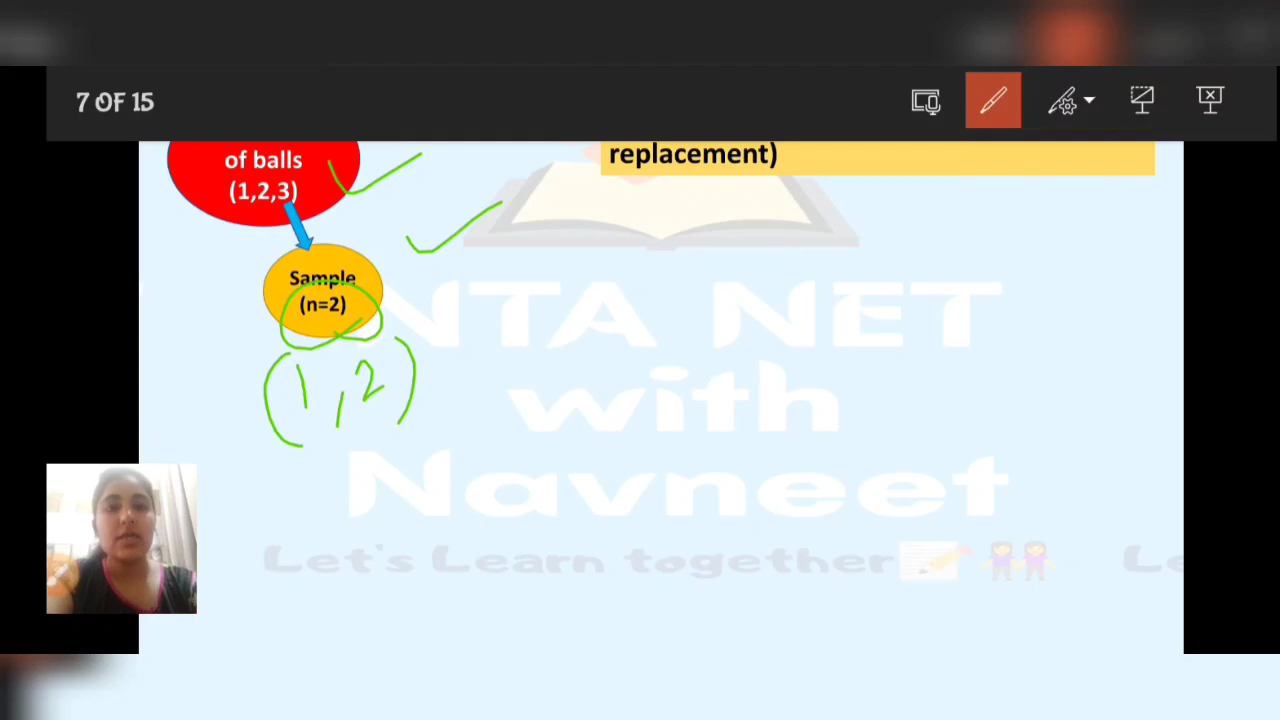 7 OF 15
of balls
(1,2,3)
replacement)
Sample
(n=2)
(1,2)
NTA NET
with
Navneet
Let's Learn together
Le